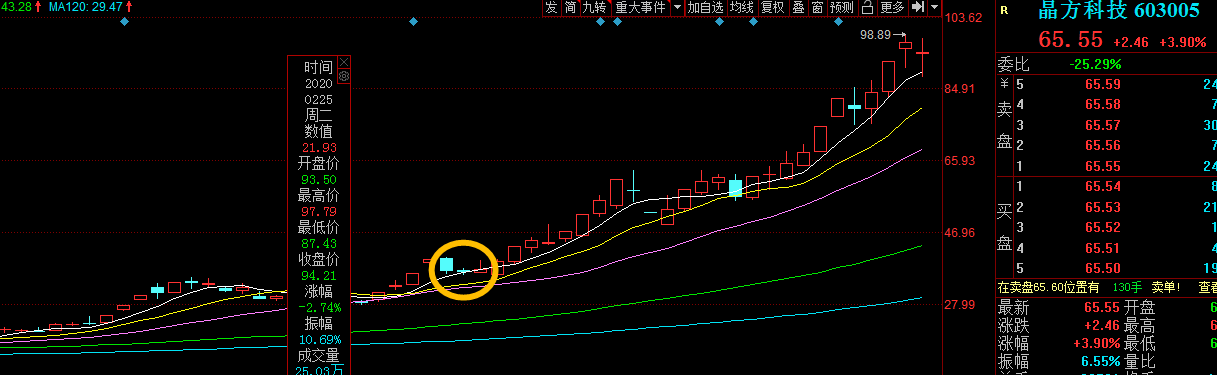 43.28 MA120: 29.47
发 简 九转 重大事件 加自选 均线 复权 叠 窗 预测 更多
时间
2020
0225
周二
数值
21.93
开盘价
93.50
最高价
97.79
最低价
87.43
收盘价
94.21
涨幅
-2.74%
振幅
10.69%
成交量
25.03万
98.89
103.62
84.91
65.93
46.96
27.99
R 晶方科技 603005
65.55 +2.46 +3.90%
委比 -25.29%
卖盘
5 65.59 24
4 65.58 7
3 65.57 30
2 65.56 7
1 65.55 24
买盘
1 65.54 8
2 65.53 21
3 65.52 1
4 65.51 4
5 65.50 19
在卖盘65.60位置有 130手 卖单! 查看
最新 65.55 开盘 6
涨跌 +2.46 最高 6
涨幅 +3.90% 最低 6
振幅 6.55% 量比